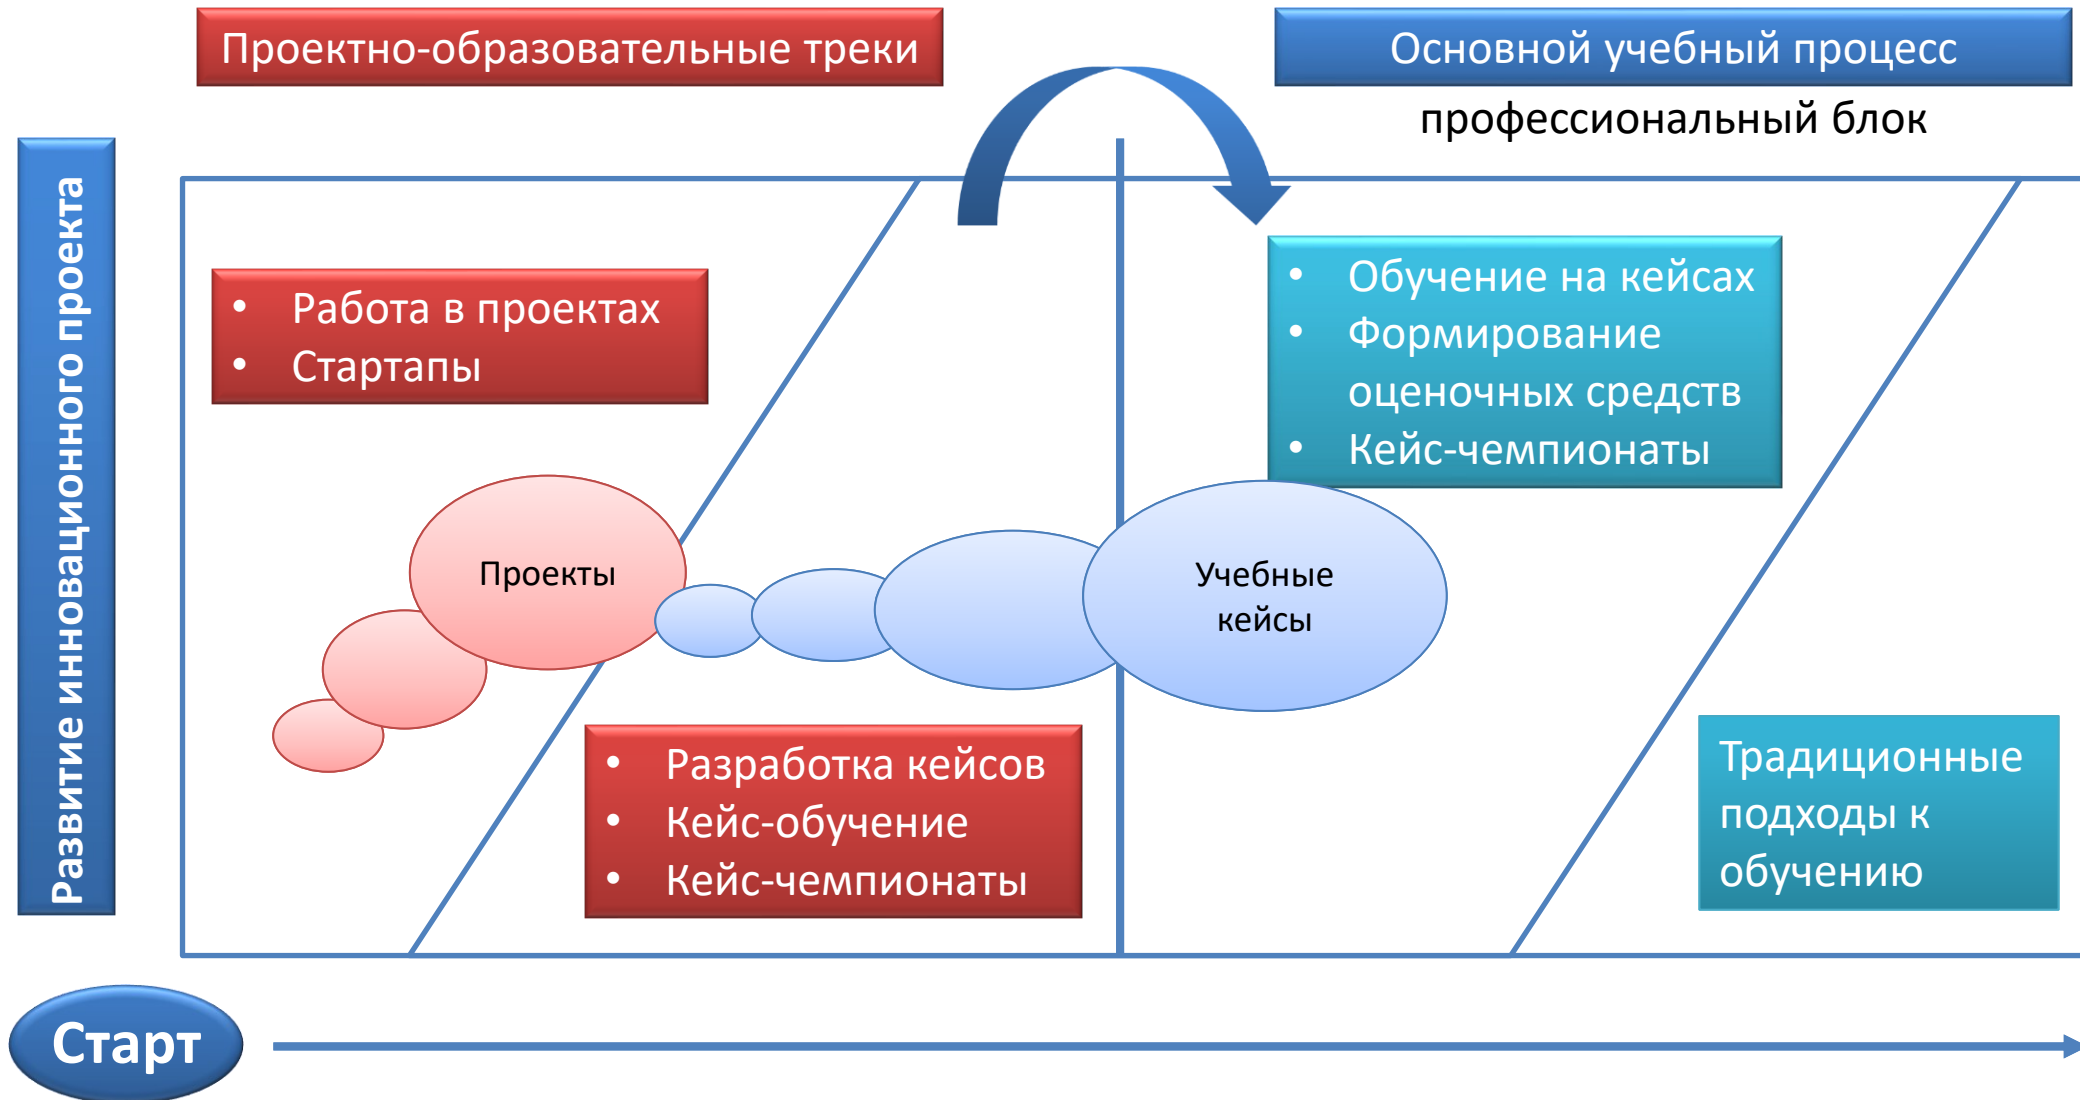 Проектно-образовательные треки
Основной учебный процесс
профессиональный блок
Развитие инновационного проекта
• Работа в проектах
• Стартапы
• Обучение на кейсах
• Формирование
оценочных средств
• Кейс-чемпионаты
Проекты
Учебные
кейсы
• Разработка кейсов
• Кейс-обучение
• Кейс-чемпионаты
Традиционные
подходы к
обучению
Старт